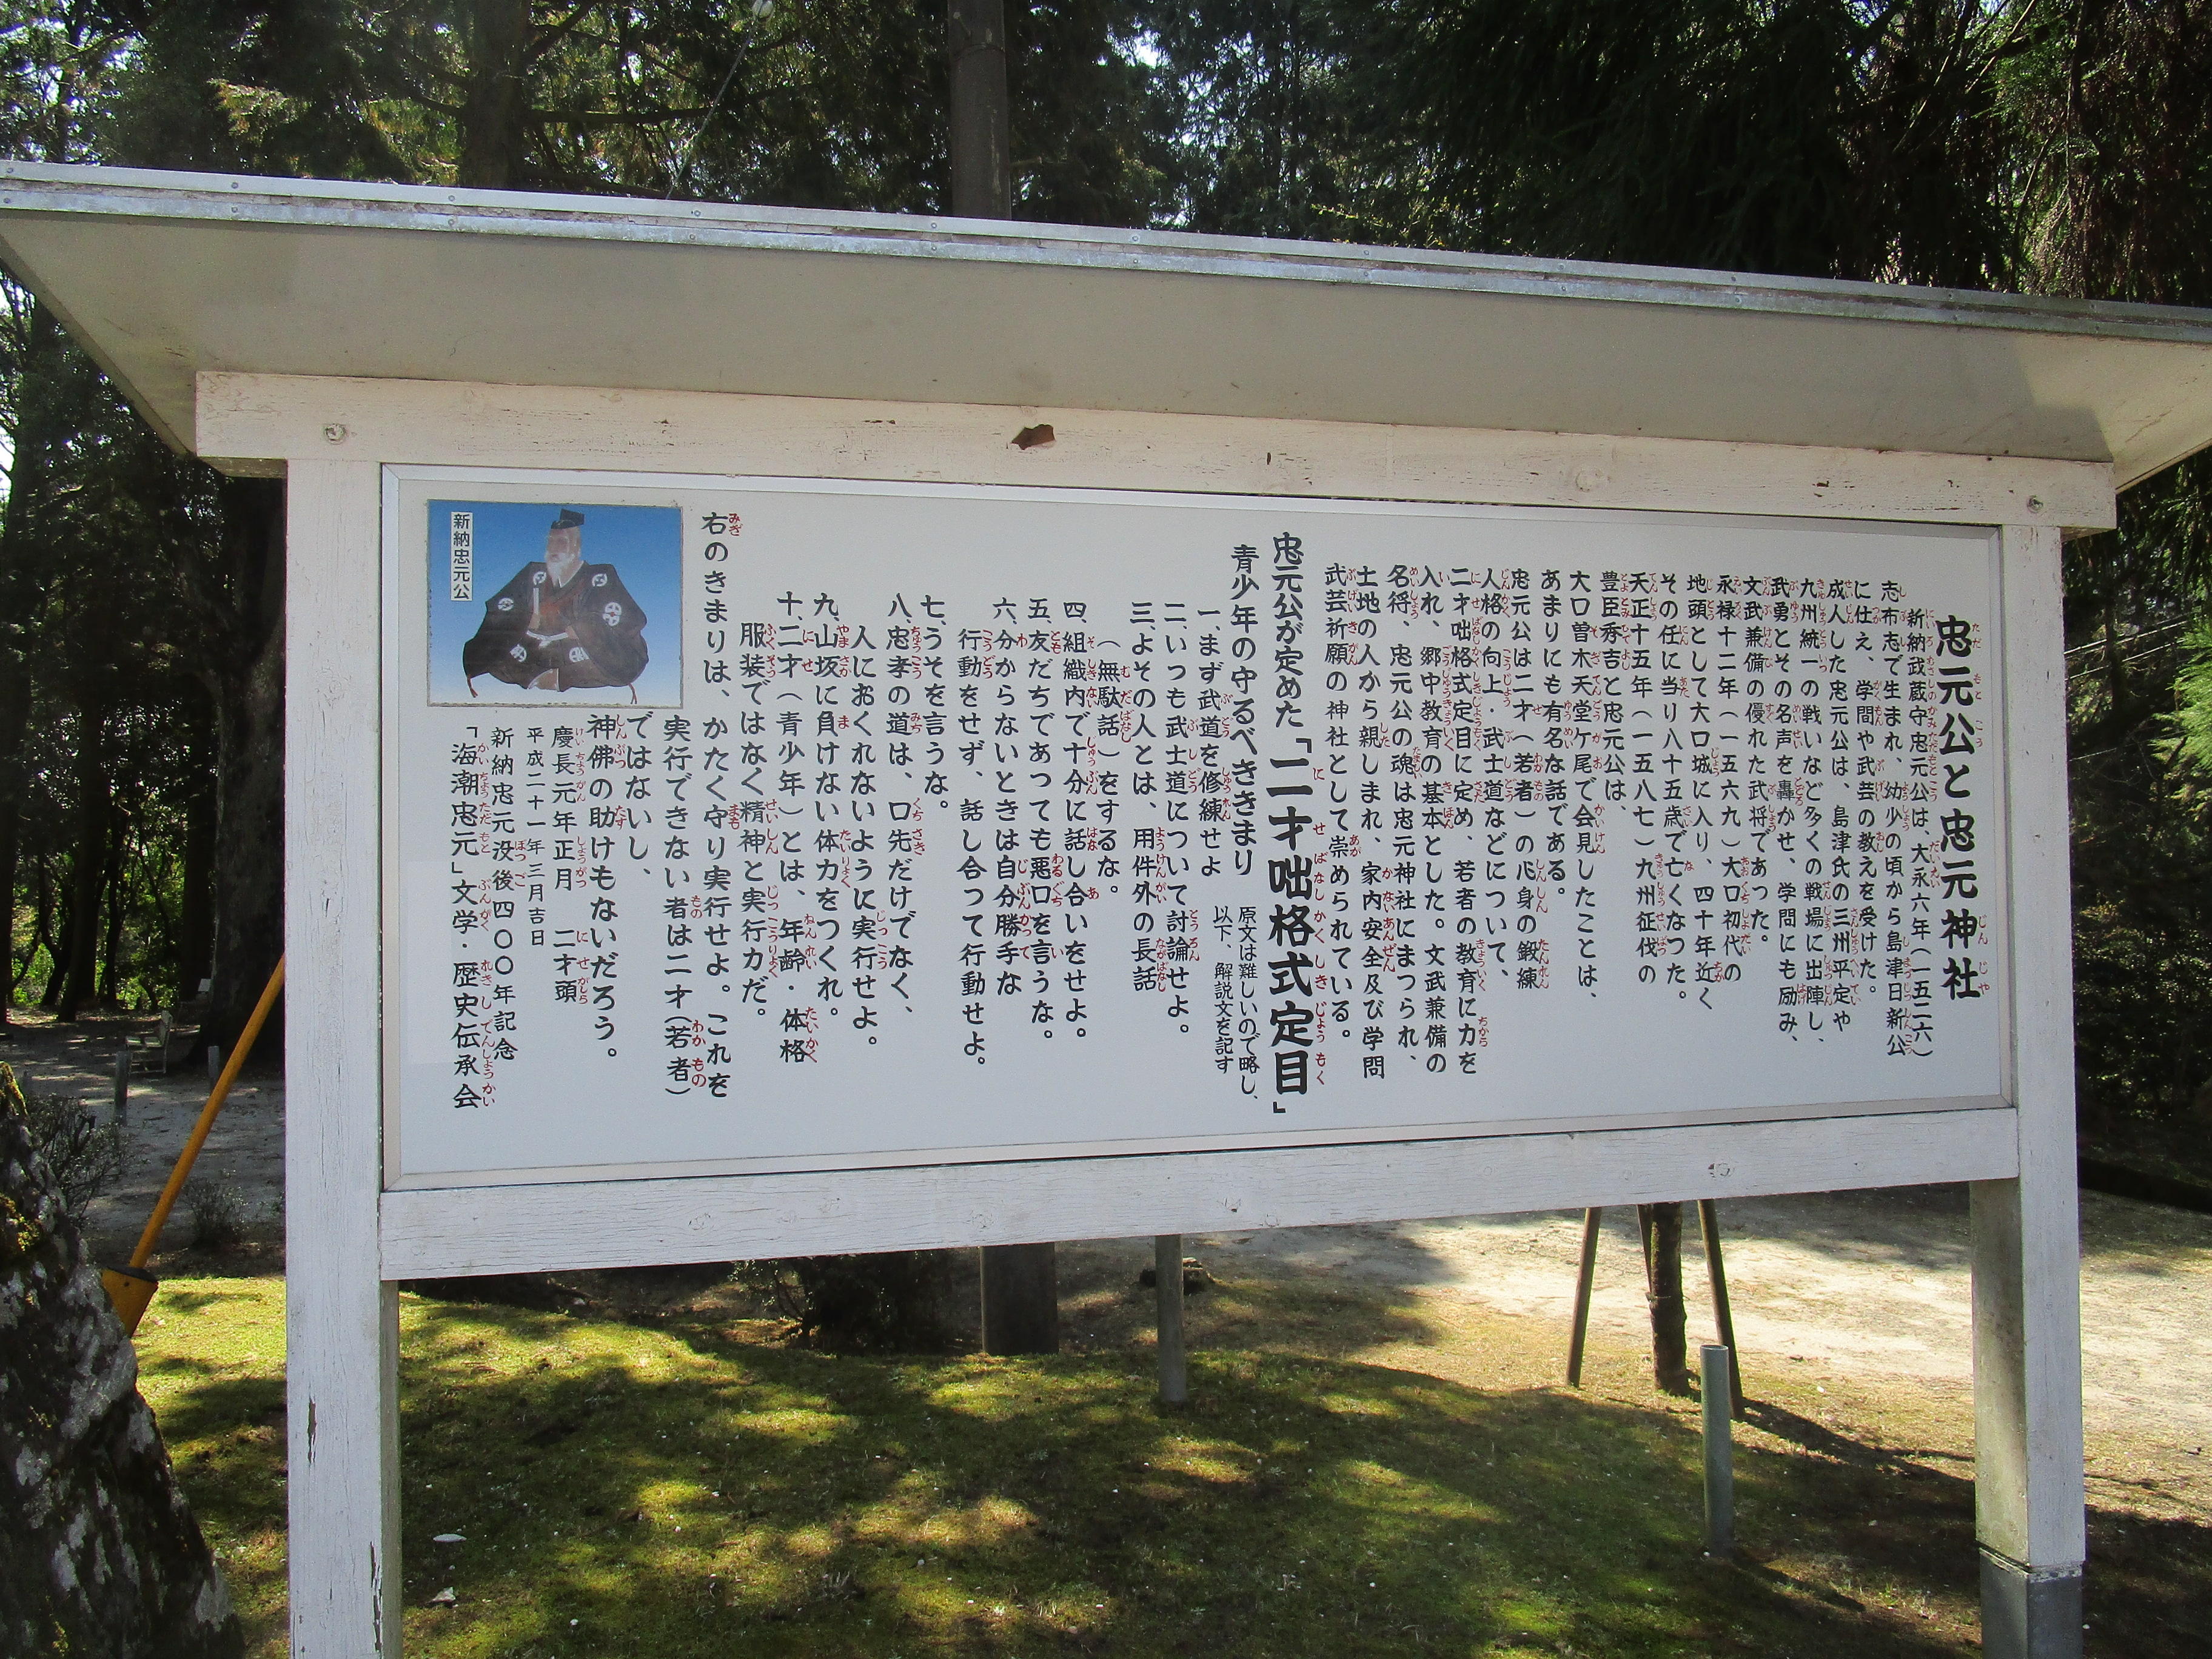 忠元公と忠元神社
新納武蔵守忠元公は、大永六年(一五二六)
志布志で生まれ、幼少の頃から島津日新公
に仕え、学問や武芸の教えを受けた。
成人した忠元公は、島津氏の三州平定や
九州統一の戦いなど多くの戦場に出陣し、
武勇とその名声を轟かせ、学問にも励み、
文武兼備の優れた武将であった。
永禄十二年(一五六九)大口初代の
地頭として大口城に入り、四十年近く
その任に当り八十五歳で亡くなった。
天正十五年(一五八七)九州征伐の
豊臣秀吉と忠元公は、
大口曽木天堂ケ尾で会見したことは、
あまりにも有名な話である。
忠元公は二才(若者)の心身の鍛練
人格の向上・武士道などについて、
二才咄格式定目に定め、若者の教育に力を
入れ、郷中教育の基本とした。文武兼備の
名将、忠元公の魂は忠元神社にまつられ、
土地の人から親しまれ、家内安全及び学問
武芸祈願の神社として崇められている。
忠元公が定めた「二才咄格式定目」
青少年の守るべききまり
原文は難しいので略し、
以下、解説文を記す
一、まず武道を修練せよ
二、いつも武士道について討論せよ。
三、よその人とは、用件外の長話
(無駄話)をするな。
四、組織内で十分に話し合いをせよ。
五、友だちであっても悪口を言うな。
六、分からないときは自分勝手な
行動をせず、話し合って行動せよ。
七、うそを言うな。
八、忠孝の道は、口先だけでなく、
人におくれないように実行せよ。
九、山坂に負けない体力をつくれ。
十、二才(青少年)とは、年齢・体格
服装ではなく精神と実行力だ。
右のきまりは、かたく守り実行せよ。これを
実行できない者は二才(若者)
ではないし、
神佛の助けもないだろう。
慶長元年正月 二才頭
平成二十一年三月吉日
新納忠元没後四〇〇年記念
「海潮忠元」文学・歴史伝承会
新納忠元公